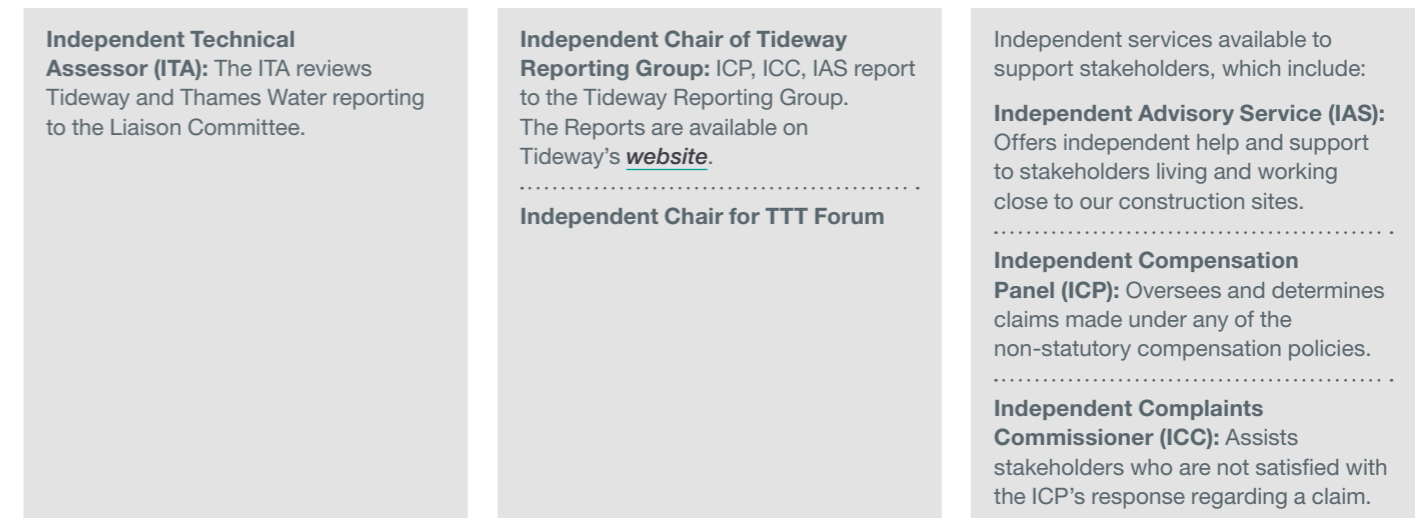 Independent Technical
Assessor (ITA): The ITA reviews
Tideway and Thames Water reporting
to the Liaison Committee.
Independent Chair of Tideway
Reporting Group: ICP, ICC, IAS report
to the Tideway Reporting Group.
The Reports are available on
Tideway's website.
Independent Chair for TTT Forum
Independent services available to
support stakeholders, which include:
Independent Advisory Service (IAS):
Offers independent help and support
to stakeholders living and working
close to our construction sites.
Independent Compensation
Panel (ICP): Oversees and determines
claims made under any of the
non-statutory compensation policies.
Independent Complaints
Commissioner (ICC): Assists
stakeholders who are not satisfied with
the ICP's response regarding a claim.